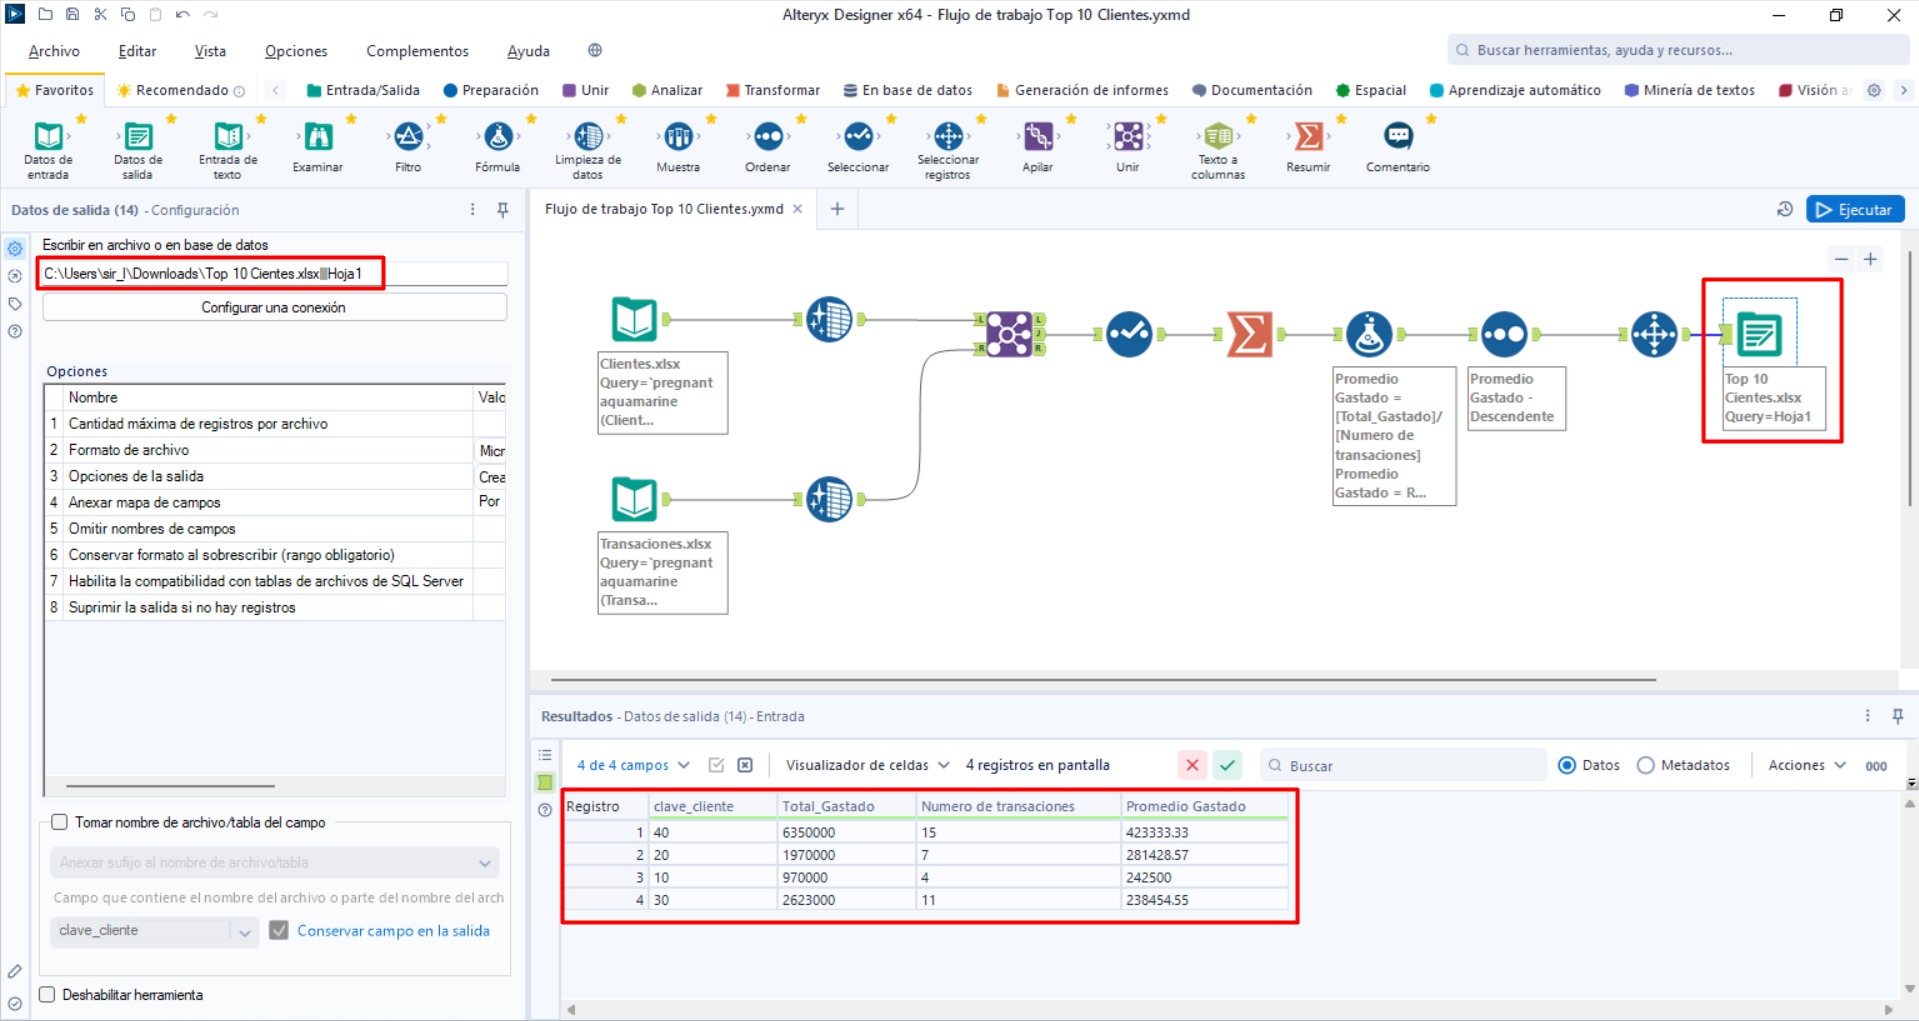 Alteryx Designer x64 - Flujo de trabajo Top 10 Clientes.yxmd
Archivo Editar Vista Opciones Complementos Ayuda
Buscar herramientas, ayuda y recursos...
Favoritos Recomendado Entrada/Salida Preparación Unir Analizar Transformar En base de datos Generación de informes Documentación Espacial Aprendizaje automático Minería de textos Visión ar
Datos de entrada
Datos de salida
Entrada de texto
Examinar
Filtro
Fórmula
Limpieza de datos
Muestra
Ordenar
Seleccionar
Seleccionar registros
Apilar
Unir
Texto a columnas
Resumir
Comentario
Datos de salida (14) - Configuración
Escribir en archivo o en base de datos
C:\Users\sir_l\Downloads\Top 10 Cientes.xlsx|||Hoja1
Configurar una conexión
Opciones
Nombre Valo
1 Cantidad máxima de registros por archivo
2 Formato de archivo Micr
3 Opciones de la salida Crea
4 Anexar mapa de campos Por
5 Omitir nombres de campos
6 Conservar formato al sobrescribir (rango obligatorio)
7 Habilita la compatibilidad con tablas de archivos de SQL Server
8 Suprimir la salida si no hay registros
Tomar nombre de archivo/tabla del campo
Anexar sufijo al nombre de archivo/tabla
Campo que contiene el nombre del archivo o parte del nombre del arch
clave_cliente Conservar campo en la salida
Deshabilitar herramienta
Flujo de trabajo Top 10 Clientes.yxmd
Ejecutar
Clientes.xlsx
Query=`pregnant
aquamarine
(Client...
Transaciones.xlsx
Query=`pregnant
aquamarine
(Transa...
L
R
L
J
R
Promedio
Gastado =
[Total_Gastado]/
[Numero de
transaciones]
Promedio
Gastado = R...
Promedio
Gastado -
Descendente
Top 10
Cientes.xlsx
Query=Hoja1
Resultados - Datos de salida (14) - Entrada
4 de 4 campos Visualizador de celdas 4 registros en pantalla Buscar Datos Metadatos Acciones 000
Registro clave_cliente Total_Gastado Numero de transaciones Promedio Gastado
1 40 6350000 15 423333.33
2 20 1970000 7 281428.57
3 10 970000 4 242500
4 30 2623000 11 238454.55